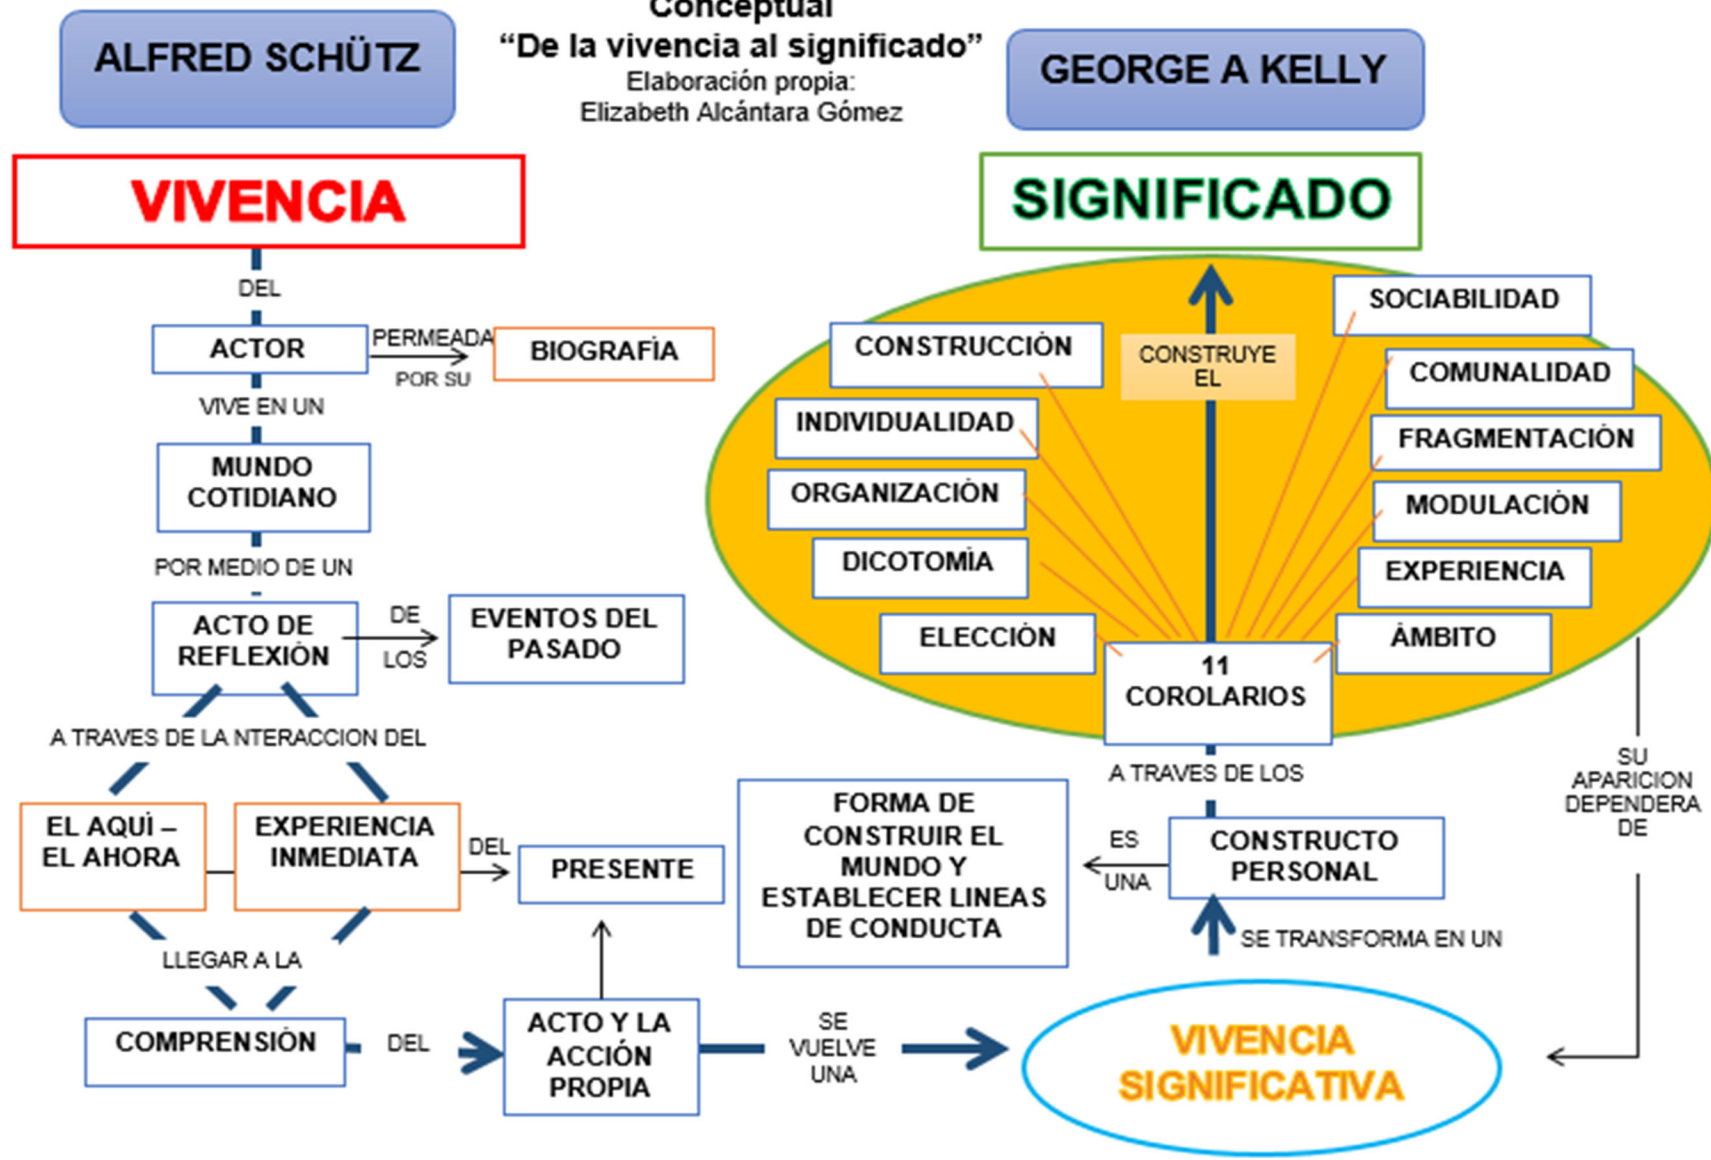 Conceptual
“De la vivencia al significado”
Elaboración propia:
Elizabeth Alcántara Gómez
ALFRED SCHÜTZ
GEORGE A KELLY
VIVENCIA
DEL
ACTOR
PERMEADA
POR SU
BIOGRAFÍA
VIVE EN UN
MUNDO
COTIDIANO
POR MEDIO DE UN
ACTO DE
REFLEXIÓN
DE
LOS
EVENTOS DEL
PASADO
A TRAVES DE LA NTERACCION DEL
EL AQUÍ –
EL AHORA
EXPERIENCIA
INMEDIATA
DEL
PRESENTE
LLEGAR A LA
COMPRENSIÓN
DEL
ACTO Y LA
ACCIÓN
PROPIA
SE
VUELVE
UNA
VIVENCIA
SIGNIFICATIVA
SE TRANSFORMA EN UN
CONSTRUCTO
PERSONAL
ES
UNA
FORMA DE
CONSTRUIR EL
MUNDO Y
ESTABLECER LINEAS
DE CONDUCTA
A TRAVES DE LOS
11
COROLARIOS
CONSTRUCCIÓN
INDIVIDUALIDAD
ORGANIZACIÓN
DICOTOMÍA
ELECCIÓN
SOCIABILIDAD
COMUNALIDAD
FRAGMENTACIÓN
MODULACIÓN
EXPERIENCIA
ÁMBITO
CONSTRUYE
EL
SIGNIFICADO
SU
APARICION
DEPENDERA
DE